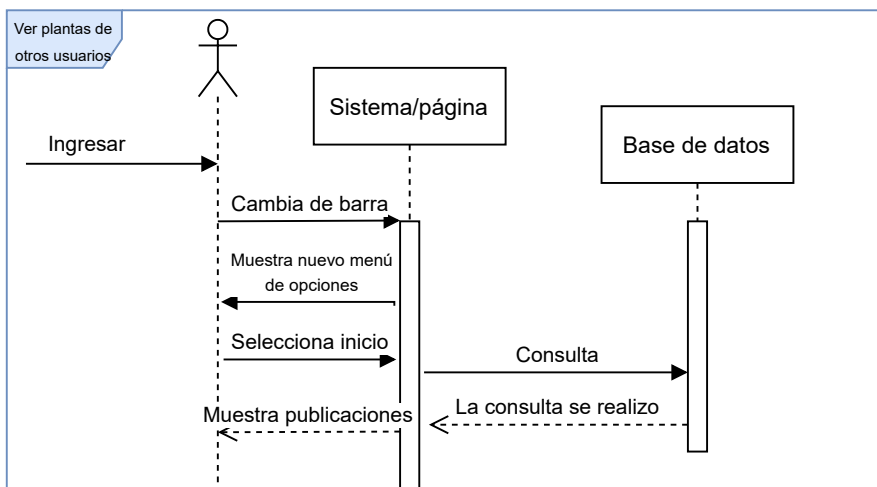 Ver plantas de
otros usuarios
Sistema/página
Base de datos
Ingresar
Cambia de barra
Muestra nuevo menú
de opciones
Selecciona inicio
Consulta
La consulta se realizo
Muestra publicaciones